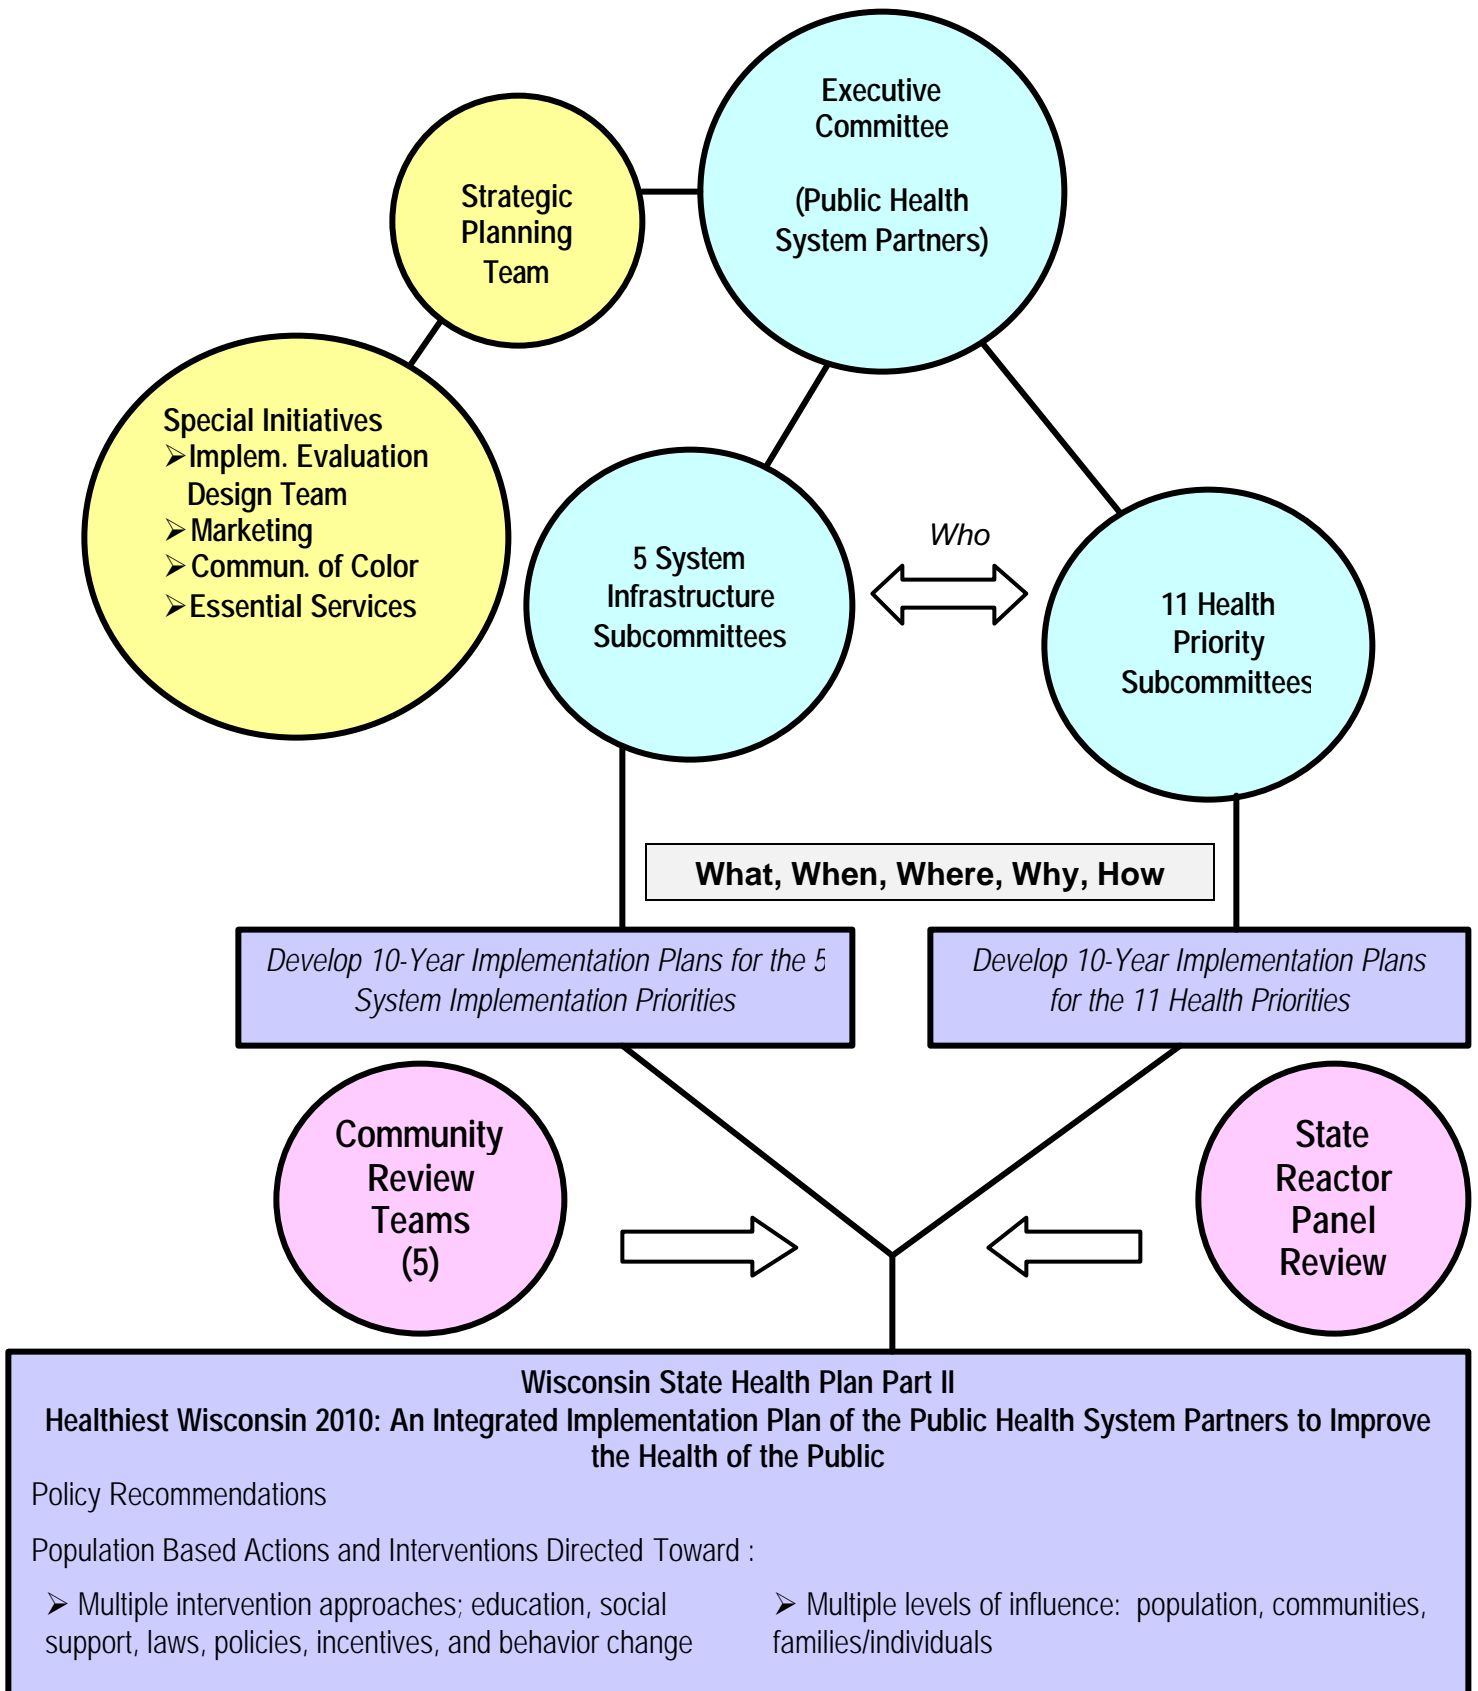 Executive
Committee
(Public Health
System Partners)
Strategic
Planning
Team
Special Initiatives
➢Implem. Evaluation
Design Team
➢Marketing
➢Commun. of Color
➢Essential Services
5 System
Infrastructure
Subcommittees
Who
11 Health
Priority
Subcommittees
What, When, Where, Why, How
Develop 10-Year Implementation Plans for the 5
System Implementation Priorities
Develop 10-Year Implementation Plans
for the 11 Health Priorities
Community
Review
Teams
(5)
State
Reactor
Panel
Review
Wisconsin State Health Plan Part II
Healthiest Wisconsin 2010: An Integrated Implementation Plan of the Public Health System Partners to Improve
the Health of the Public
Policy Recommendations
Population Based Actions and Interventions Directed Toward :
➢ Multiple intervention approaches; education, social
support, laws, policies, incentives, and behavior change
➢ Multiple levels of influence: population, communities,
families/individuals